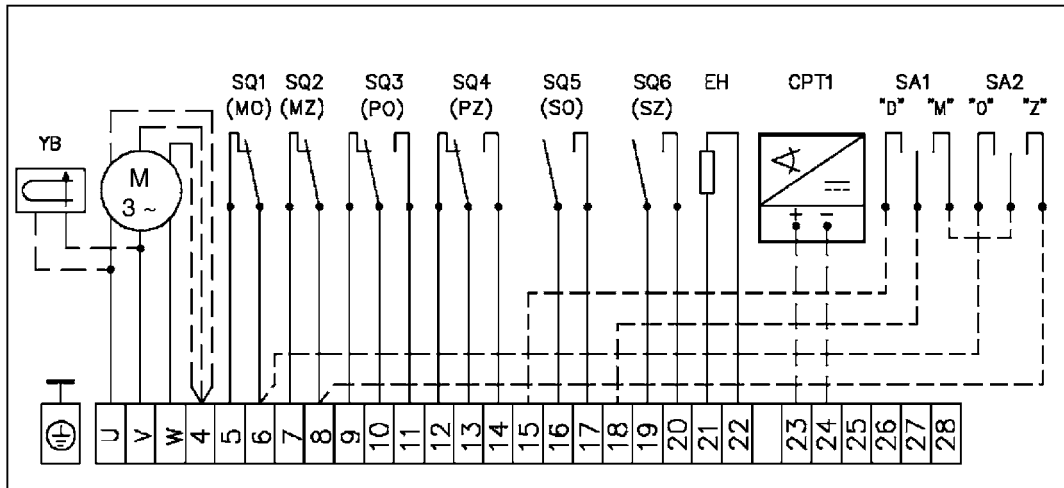 SQ1 SQ2 SQ3 SQ4 SQ5 SQ6 EH CPT1 SA1 SA2
(MO) (MZ) (PO) (PZ) (SO) (SZ) "D" "M" "O" "Z"
YB
M
3 ~
+ −
U V W 4 5 6 7 8 9 10 11 12 13 14 15 16 17 18 19 20 21 22 23 24 25 26 27 28